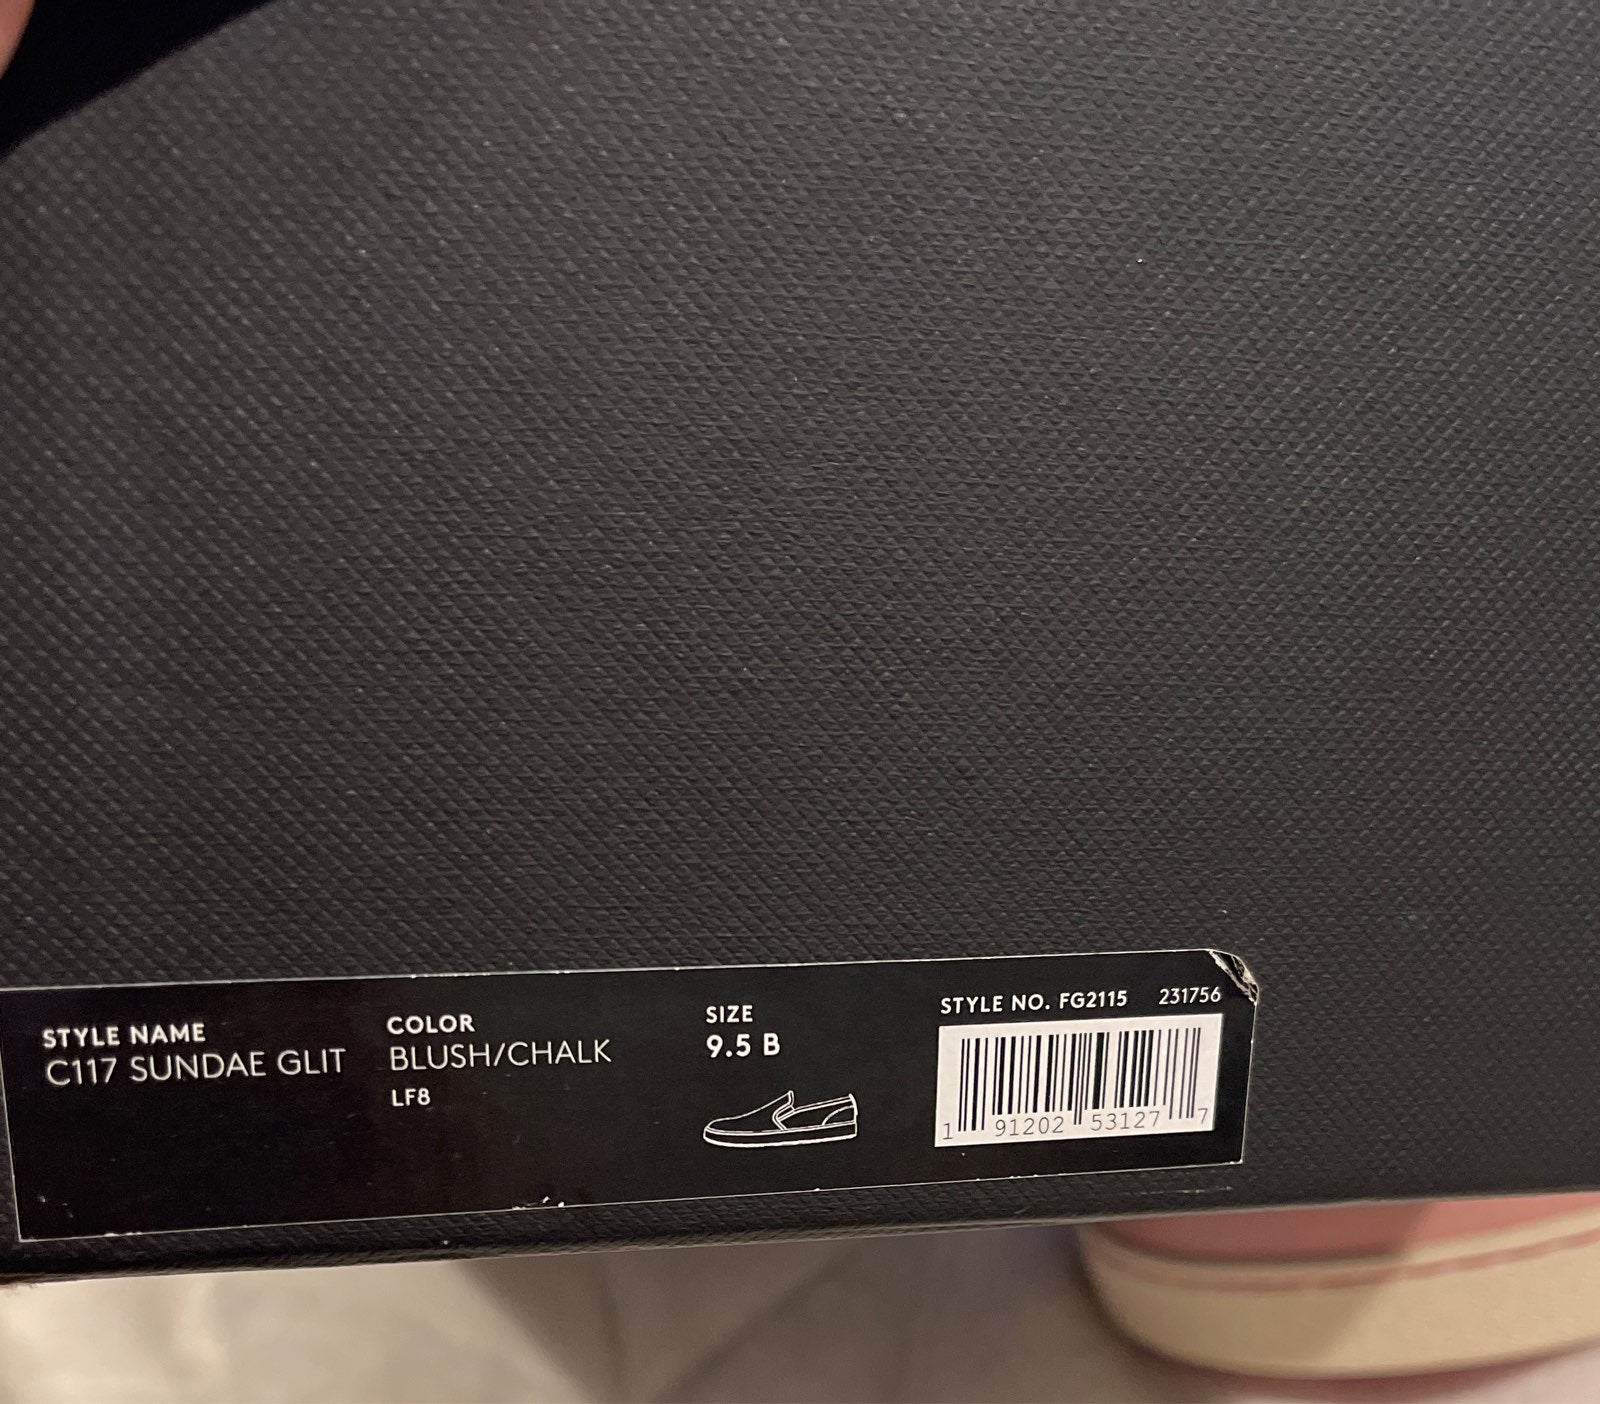 STYLE NAME
C117 SUNDAE GLIT
COLOR
BLUSH/CHALK
LF8
SIZE
9.5 B
STYLE NO. FG2115 231756
1 91202 53127 7